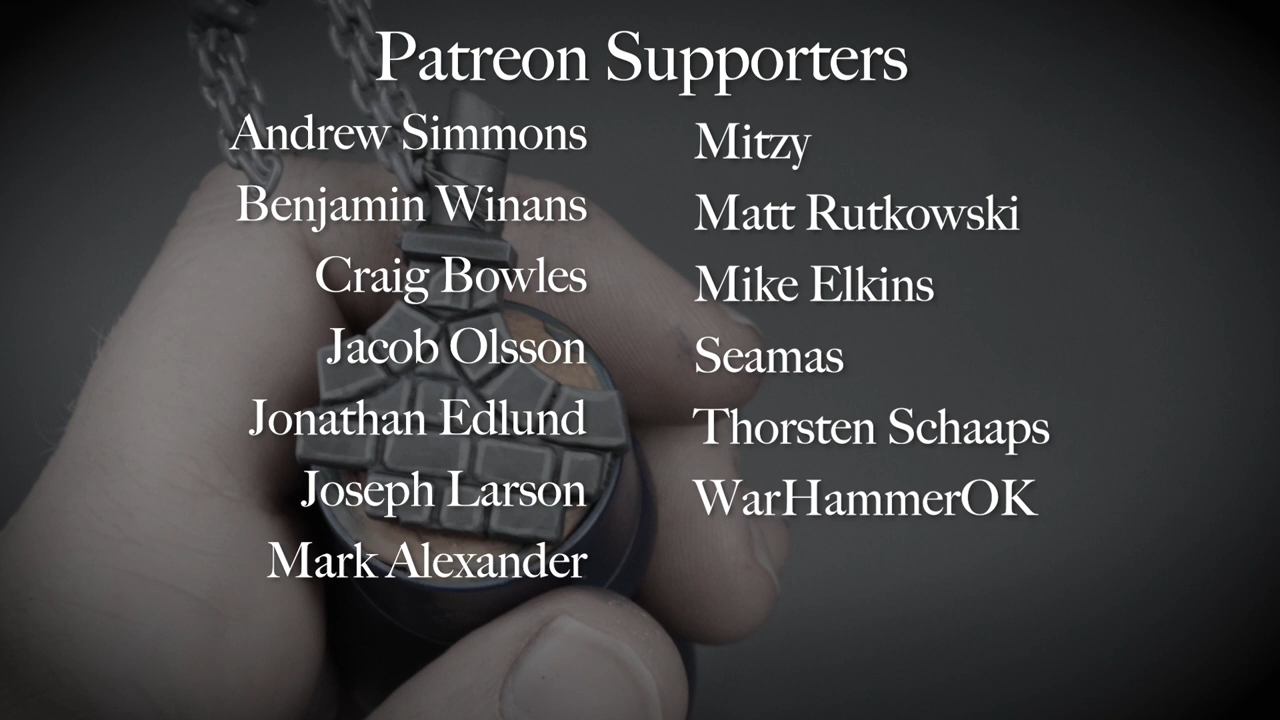 Patreon Supporters
Andrew Simmons
Benjamin Winans
Craig Bowles
Jacob Olsson
Jonathan Edlund
Joseph Larson
Mark Alexander
Mitzy
Matt Rutkowski
Mike Elkins
Seamas
Thorsten Schaaps
WarHammerOK